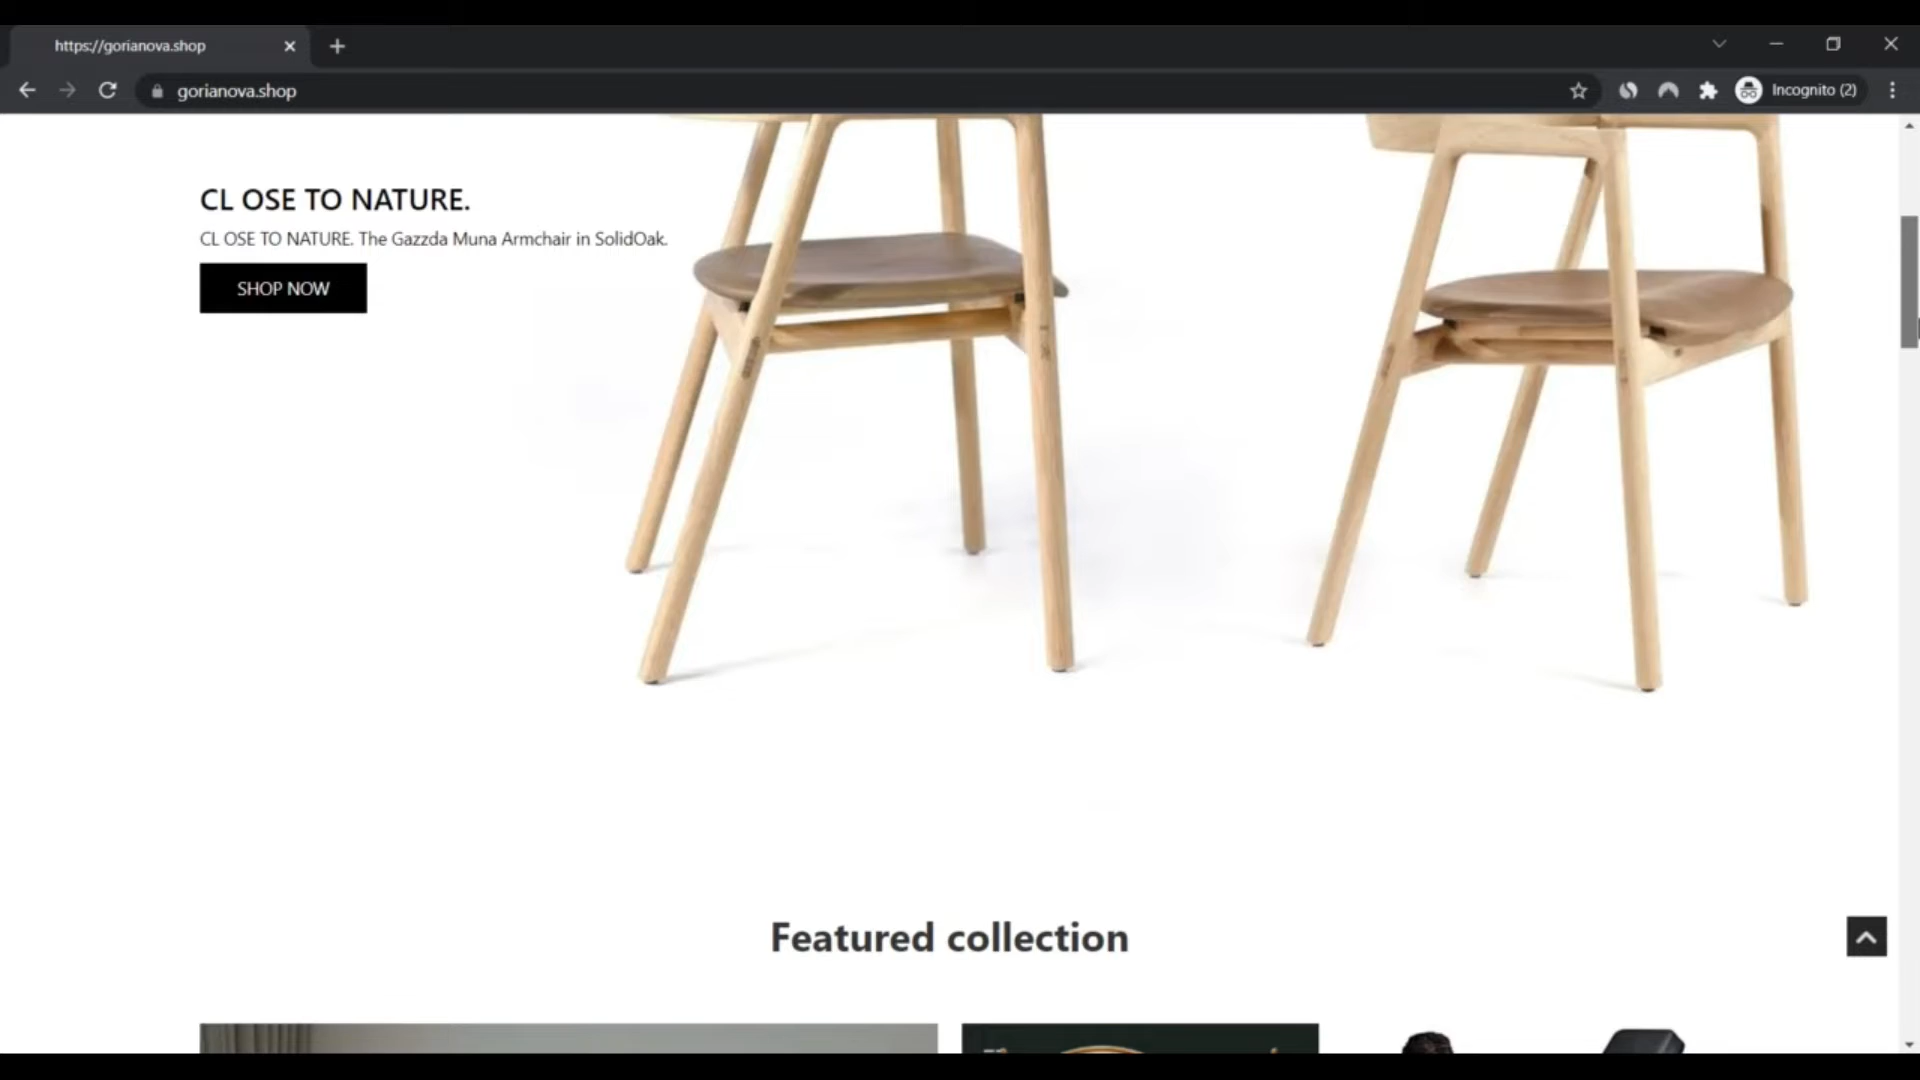 https://gorianova.shop
gorianova.shop
Incognito (2)
CL OSE TO NATURE.
CL OSE TO NATURE. The Gazzda Muna Armchair in SolidOak.
SHOP NOW
Featured collection